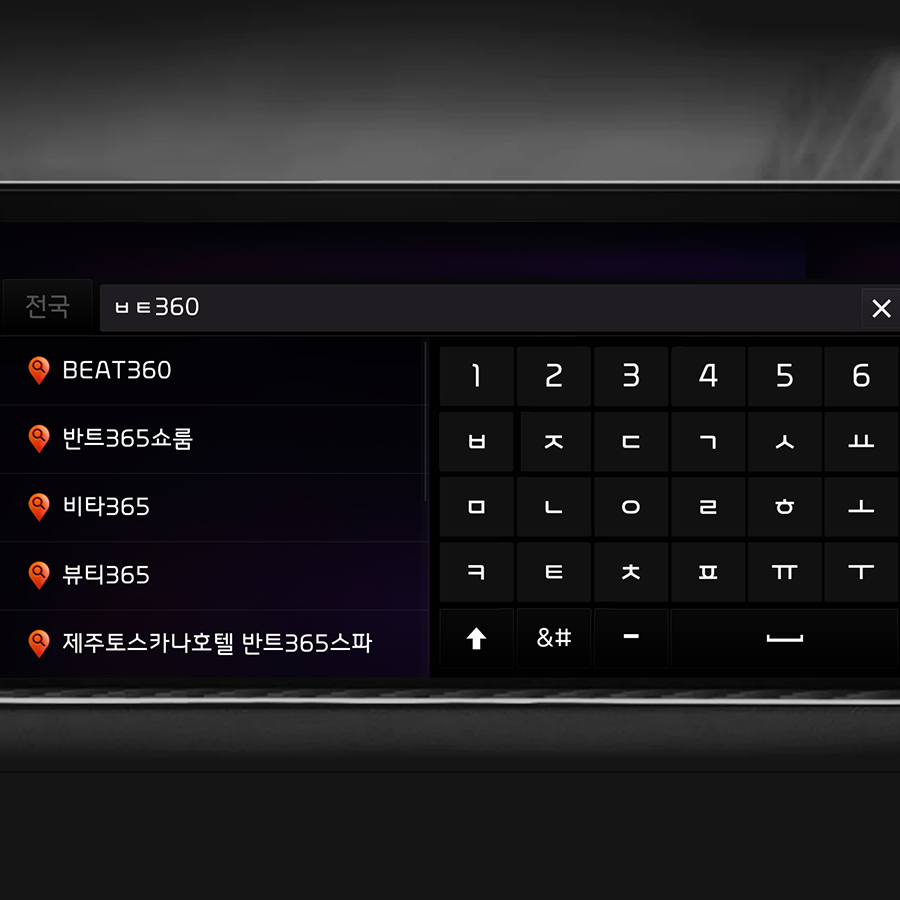 전국
ㅂㅌ360
BEAT360
반트365쇼룸
비타365
뷰티365
제주토스카나호텔 반트365스파
1 2 3 4 5 6
ㅂ ㅈ ㄷ ㄱ ㅅ ㅛ
ㅁ ㄴ ㅇ ㄹ ㅎ ㅗ
ㅋ ㅌ ㅊ ㅍ ㅠ ㅜ
&# -